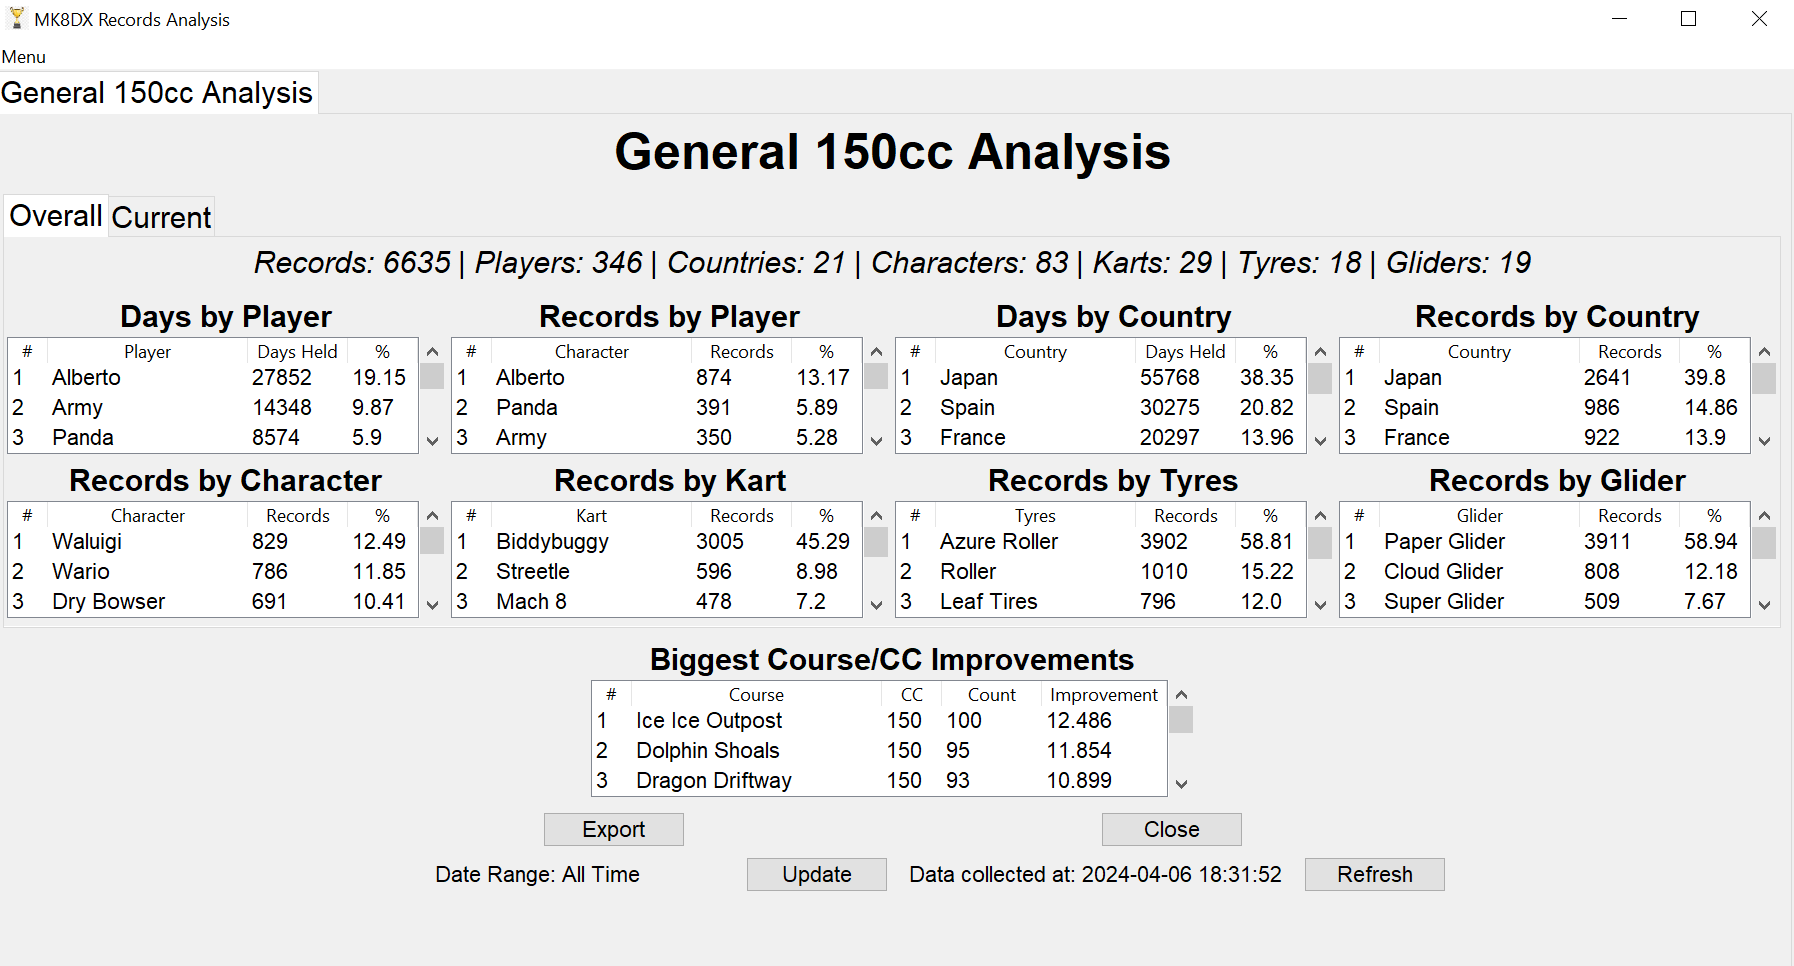 MK8DX Records Analysis
Menu
General 150cc Analysis
General 150cc Analysis
Overall Current
Records: 6635 | Players: 346 | Countries: 21 | Characters: 83 | Karts: 29 | Tyres: 18 | Gliders: 19
Days by Player
# Player Days Held %
1 Alberto 27852 19.15
2 Army 14348 9.87
3 Panda 8574 5.9
Records by Player
# Character Records %
1 Alberto 874 13.17
2 Panda 391 5.89
3 Army 350 5.28
Days by Country
# Country Days Held %
1 Japan 55768 38.35
2 Spain 30275 20.82
3 France 20297 13.96
Records by Country
# Country Records %
1 Japan 2641 39.8
2 Spain 986 14.86
3 France 922 13.9
Records by Character
# Character Records %
1 Waluigi 829 12.49
2 Wario 786 11.85
3 Dry Bowser 691 10.41
Records by Kart
# Kart Records %
1 Biddybuggy 3005 45.29
2 Streetle 596 8.98
3 Mach 8 478 7.2
Records by Tyres
# Tyres Records %
1 Azure Roller 3902 58.81
2 Roller 1010 15.22
3 Leaf Tires 796 12.0
Records by Glider
# Glider Records %
1 Paper Glider 3911 58.94
2 Cloud Glider 808 12.18
3 Super Glider 509 7.67
Biggest Course/CC Improvements
# Course CC Count Improvement
1 Ice Ice Outpost 150 100 12.486
2 Dolphin Shoals 150 95 11.854
3 Dragon Driftway 150 93 10.899
Export Close
Date Range: All Time Update Data collected at: 2024-04-06 18:31:52 Refresh